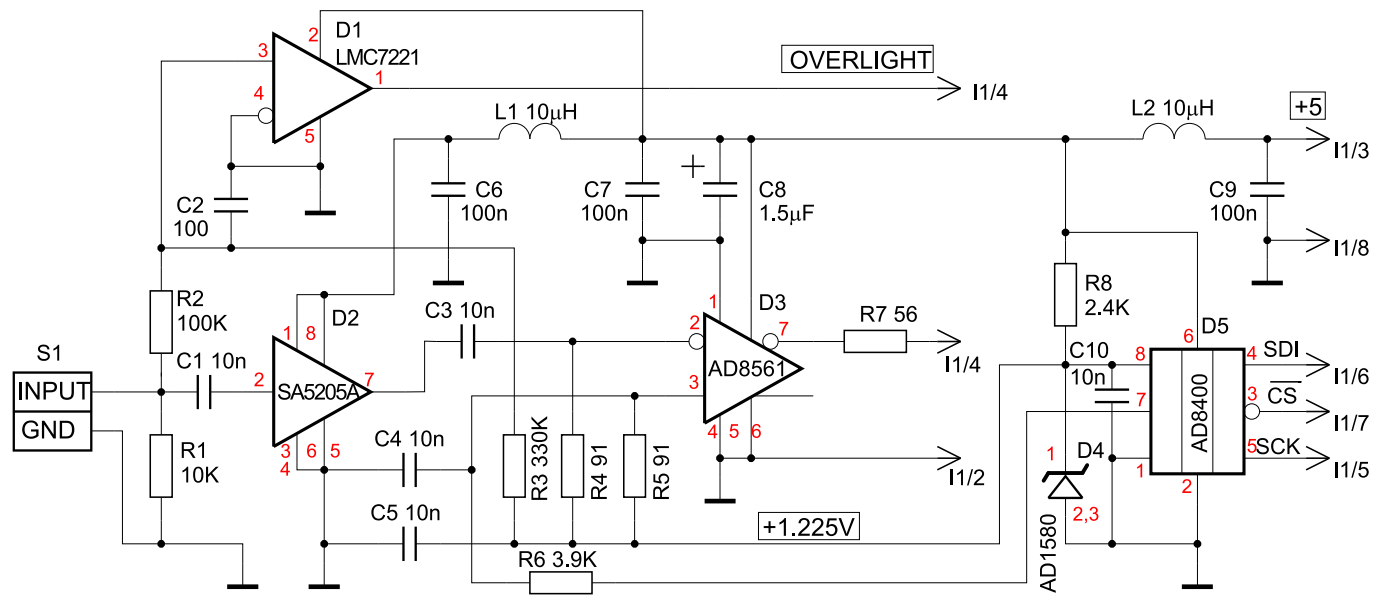 2
D1
LMC7221
3
1
4
5
OVERLIGHT
I1/4
L1 10μH
L2 10μH
+5
I1/3
C2
100
C6
100n
C7
100n
+
C8
1.5μF
C9
100n
I1/8
R2
100K
D2
1
8
C3 10n
1
D3
R7 56
R8
2.4K
D5
S1
INPUT
GND
C1 10n
2
SA5205A
7
2
7
AD8561
3
I1/4
C10
10n
6
8
4
SDI
I1/6
7
AD8400
3
CS
I1/7
R1
10K
3
4
6
5
C4 10n
R3 330K
R4 91
R5 91
4
5
6
I1/2
1
D4
1
5
SCK
I1/5
2
C5 10n
+1.225V
2,3
AD1580
R6 3.9K